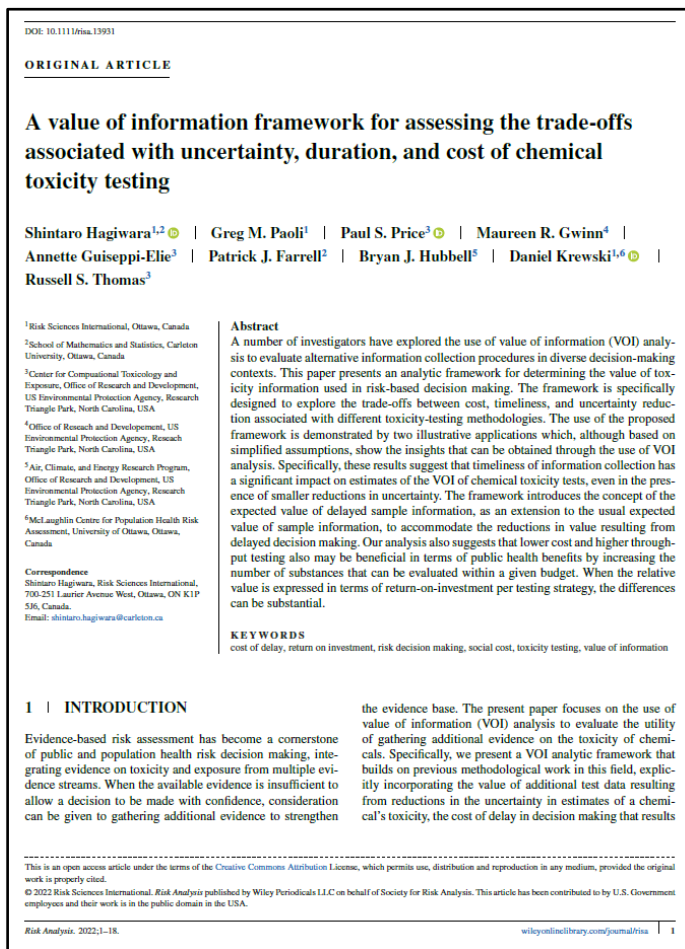 DOI: 10.1111/risa.13931
ORIGINAL ARTICLE
A value of information framework for assessing the trade-offs
associated with uncertainty, duration, and cost of chemical
toxicity testing
Shintaro Hagiwara1,2 | Greg M. Paoli1 | Paul S. Price3 | Maureen R. Gwinn4 |
Annette Guiseppi-Elie3 | Patrick J. Farrell2 | Bryan J. Hubbell5 | Daniel Krewski1,6 |
Russell S. Thomas3
1Risk Sciences International, Ottawa, Canada
2School of Mathematics and Statistics, Carleton
University, Ottawa, Canada
3Center for Compuational Toxicology and
Exposure, Office of Research and Development,
US Environmental Protection Agency, Research
Triangle Park, North Carolina, USA
4Office of Reseach and Developement, US
Environmental Protection Agency, Reseach
Triangle Park, North Carolina, USA
5Air, Climate, and Energy Research Program,
Office of Research and Development, US
Environmental Protection Agency, Research
Triangle Park, North Carolina, USA
6McLaughlin Centre for Population Health Risk
Assessment, University of Ottawa, Ottawa,
Canada
Correspondence
Shintaro Hagiwara, Risk Sciences International,
700-251 Laurier Avenue West, Ottawa, ON K1P
5J6, Canada.
Email: shintaro.hagiwara@carleton.ca
Abstract
A number of investigators have explored the use of value of information (VOI) analy-
sis to evaluate alternative information collection procedures in diverse decision-making
contexts. This paper presents an analytic framework for determining the value of tox-
icity information used in risk-based decision making. The framework is specifically
designed to explore the trade-offs between cost, timeliness, and uncertainty reduc-
tion associated with different toxicity-testing methodologies. The use of the proposed
framework is demonstrated by two illustrative applications which, although based on
simplified assumptions, show the insights that can be obtained through the use of VOI
analysis. Specifically, these results suggest that timeliness of information collection has
a significant impact on estimates of the VOI of chemical toxicity tests, even in the pres-
ence of smaller reductions in uncertainty. The framework introduces the concept of the
expected value of delayed sample information, as an extension to the usual expected
value of sample information, to accommodate the reductions in value resulting from
delayed decision making. Our analysis also suggests that lower cost and higher through-
put testing also may be beneficial in terms of public health benefits by increasing the
number of substances that can be evaluated within a given budget. When the relative
value is expressed in terms of return-on-investment per testing strategy, the differences
can be substantial.
KEYWORDS
cost of delay, return on investment, risk decision making, social cost, toxicity testing, value of information
1 | INTRODUCTION
Evidence-based risk assessment has become a cornerstone
of public and population health risk decision making, inte-
grating evidence on toxicity and exposure from multiple evi-
dence streams. When the available evidence is insufficient to
allow a decision to be made with confidence, consideration
can be given to gathering additional evidence to strengthen
the evidence base. The present paper focuses on the use of
value of information (VOI) analysis to evaluate the utility
of gathering additional evidence on the toxicity of chemi-
cals. Specifically, we present a VOI analytic framework that
builds on previous methodological work in this field, explic-
itly incorporating the value of additional test data resulting
from reductions in the uncertainty in estimates of a chemi-
cal's toxicity, the cost of delay in decision making that results
This is an open access article under the terms of the Creative Commons Attribution License, which permits use, distribution and reproduction in any medium, provided the original
work is properly cited.
© 2022 Risk Sciences International. Risk Analysis published by Wiley Periodicals LLC on behalf of Society for Risk Analysis. This article has been contributed to by U.S. Government
employees and their work is in the public domain in the USA.
Risk Analysis. 2022;1–18.
wileyonlinelibrary.com/journal/risa | 1